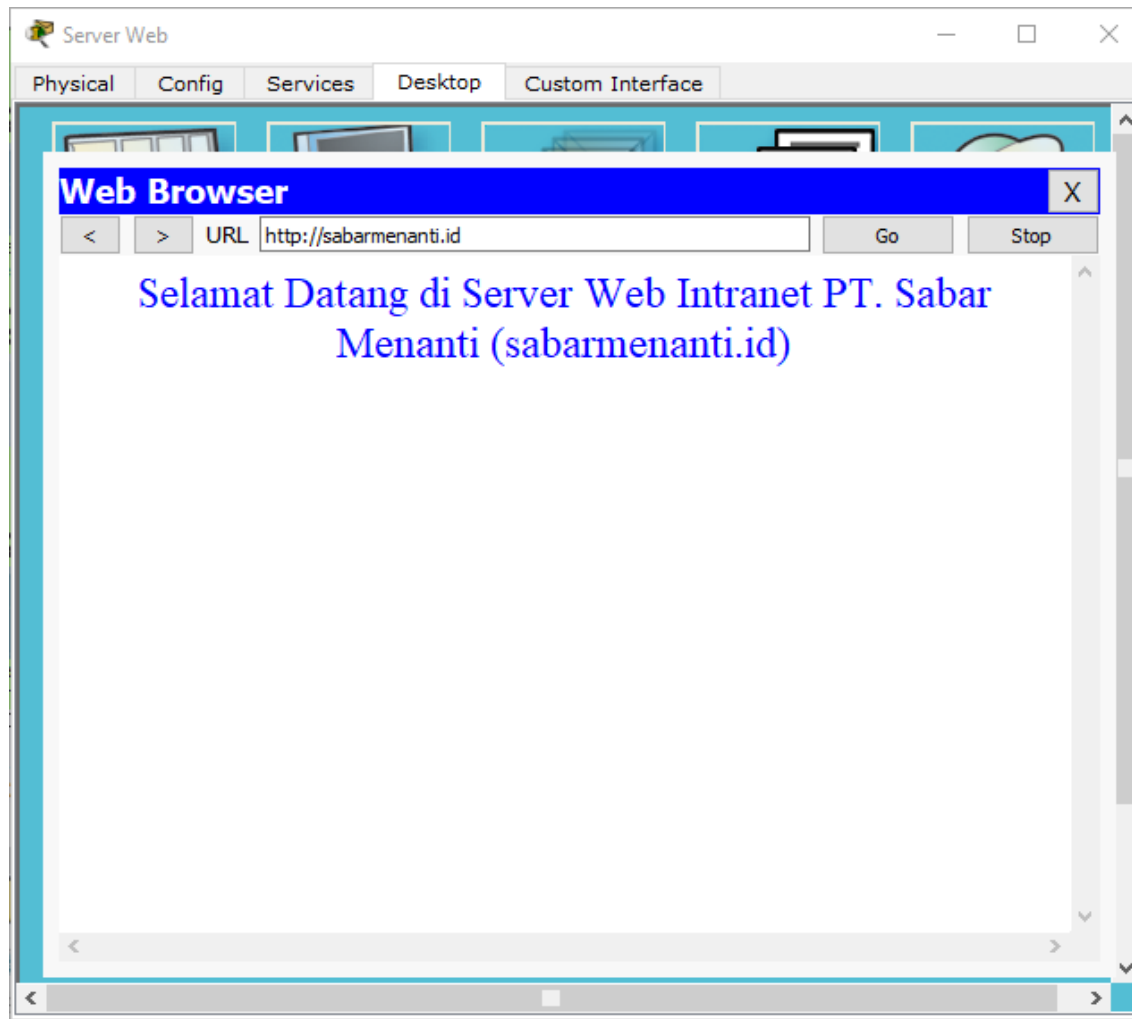 Server Web
Physical Config Services Desktop Custom Interface
Web Browser X
< > URL http://sabarmenanti.id Go Stop
Selamat Datang di Server Web Intranet PT. Sabar
Menanti (sabarmenanti.id)